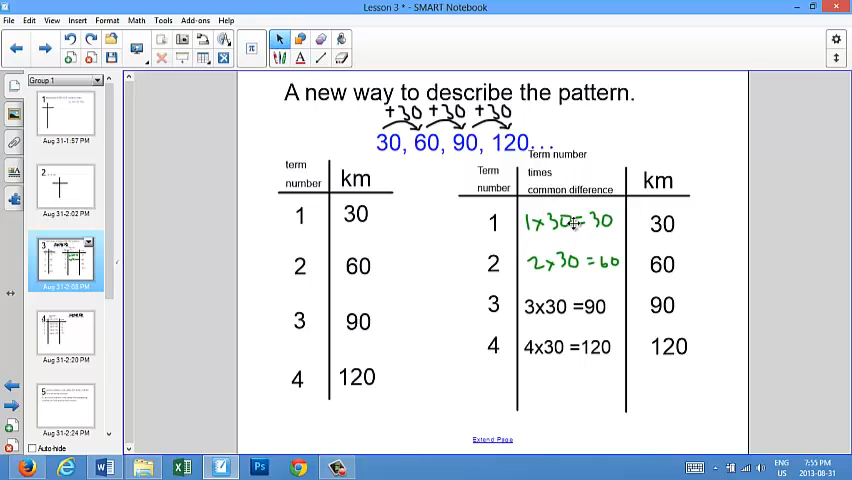 Lesson 3 * - SMART Notebook
File Edit View Insert Format Math Tools Add-ons Help
Group 1
Aug 31-1:57 PM
Aug 31-2:02 PM
Aug 31-2:08 PM
Aug 31-2:20 PM
Aug 31-2:24 PM
Auto-hide
A new way to describe the pattern.
+30 +30 +30
30, 60, 90, 120...
term number km
1 30
2 60
3 90
4 120
Term number Term number times common difference km
1 1x30=30 30
2 2x30=60 60
3 3x30 =90 90
4 4x30 =120 120
Extend Page
7:55 PM
US 2013-08-31